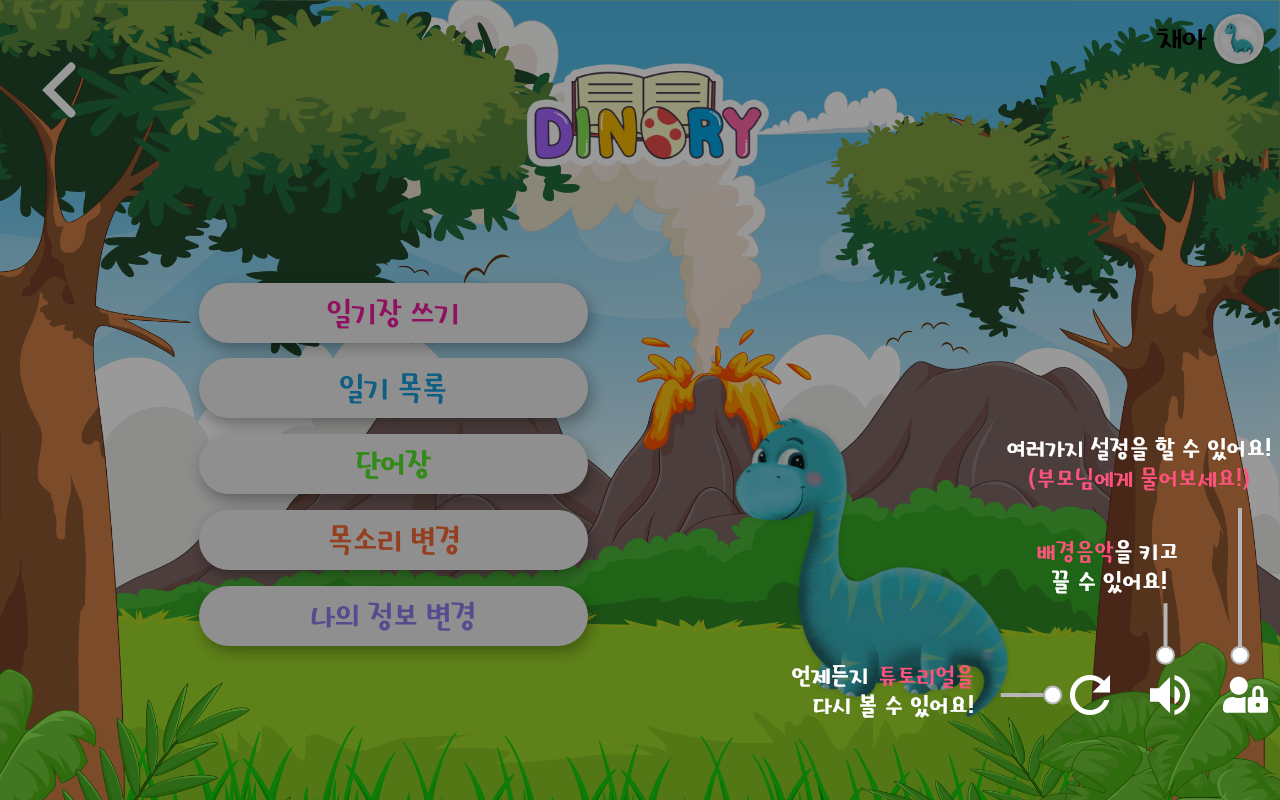 채아
DINORY
일기장 쓰기
일기 목록
단어장
목소리 변경
나의 정보 변경
여러가지 설정을 할 수 있어요!
(부모님에게 물어보세요!)
배경음악을 키고
끌 수 있어요!
언제든지 튜토리얼을
다시 볼 수 있어요!